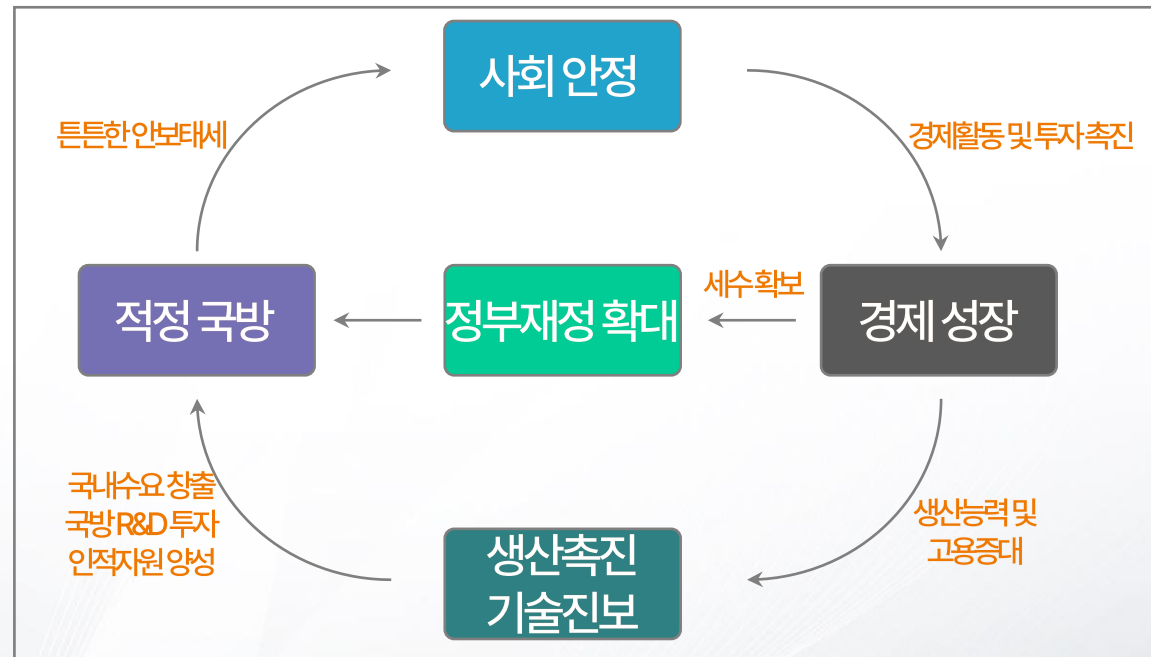 사회 안정
튼튼한 안보태세
경제활동 및 투자 촉진
세수 확보
적정 국방
정부재정 확대
경제 성장
국내수요 창출
국방 R&D 투자
인적자원 양성
생산능력 및
고용증대
생산촉진
기술진보